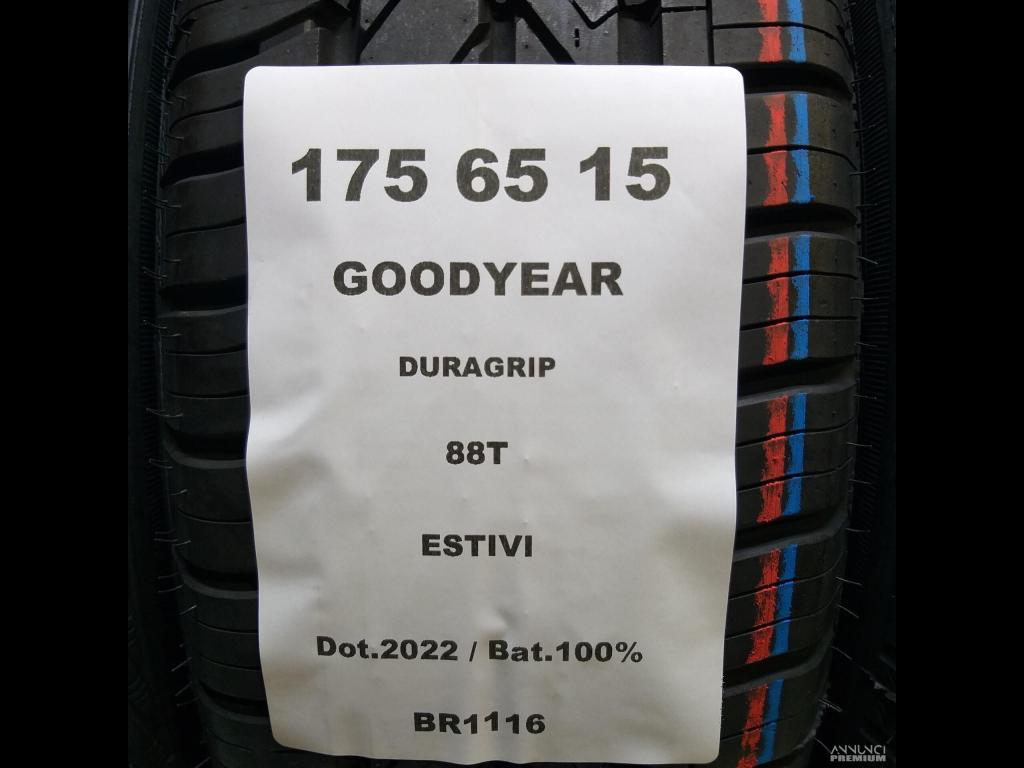 175 65 15
GOODYEAR
DURAGRIP
88T
ESTIVI
Dot.2022 / Bat.100%
BR1116
ANNUNCI
PREMIUM